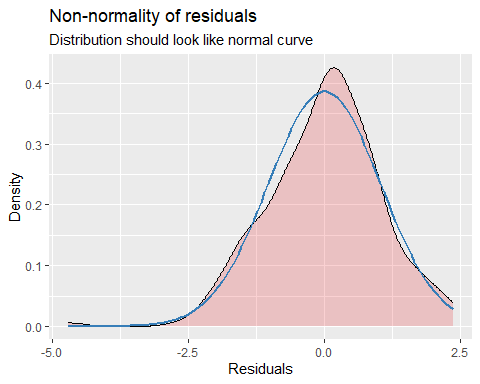 Non-normality of residuals
Distribution should look like normal curve
0.4
0.3
0.2
0.1
0.0
Density
-5.0
-2.5
0.0
2.5
Residuals